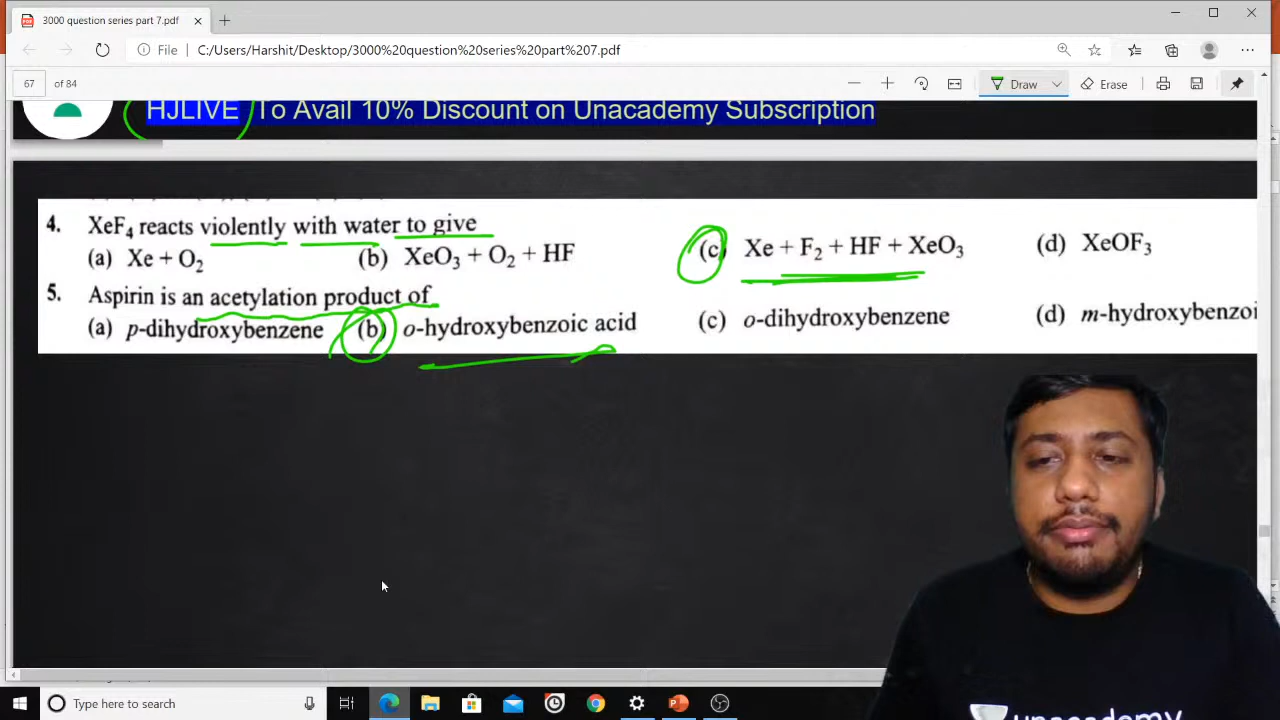 3000 question series part 7.pdf
File C:/Users/Harshit/Desktop/3000%20question%20series%20part%207.pdf
67 of 84 Draw Erase
HJLIVE To Avail 10% Discount on Unacademy Subscription
4. XeF₄ reacts violently with water to give
(a) Xe + O₂ (b) XeO₃ + O₂ + HF (c) Xe + F₂ + HF + XeO₃ (d) XeOF₃
5. Aspirin is an acetylation product of
(a) p-dihydroxybenzene (b) o-hydroxybenzoic acid (c) o-dihydroxybenzene (d) m-hydroxybenzoi
unacademy
Type here to search